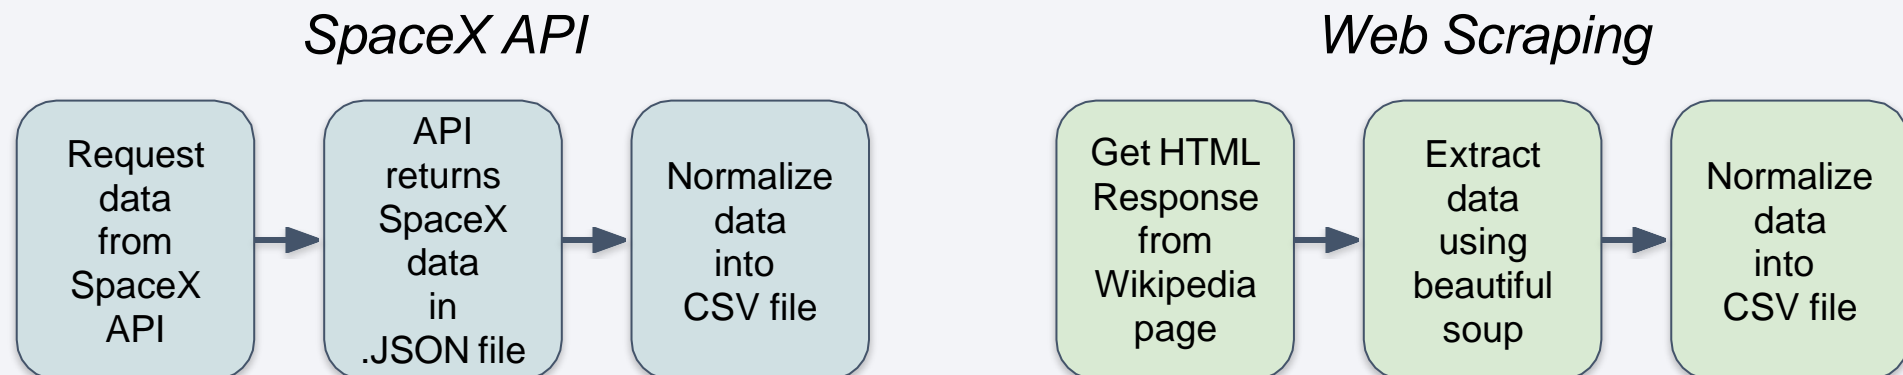 SpaceX API
Request
data
from
SpaceX
API
API
returns
SpaceX
data
in
.JSON file
Normalize
data
into
CSV file
Web Scraping
Get HTML
Response
from
Wikipedia
page
Extract
data
using
beautiful
soup
Normalize
data
into
CSV file